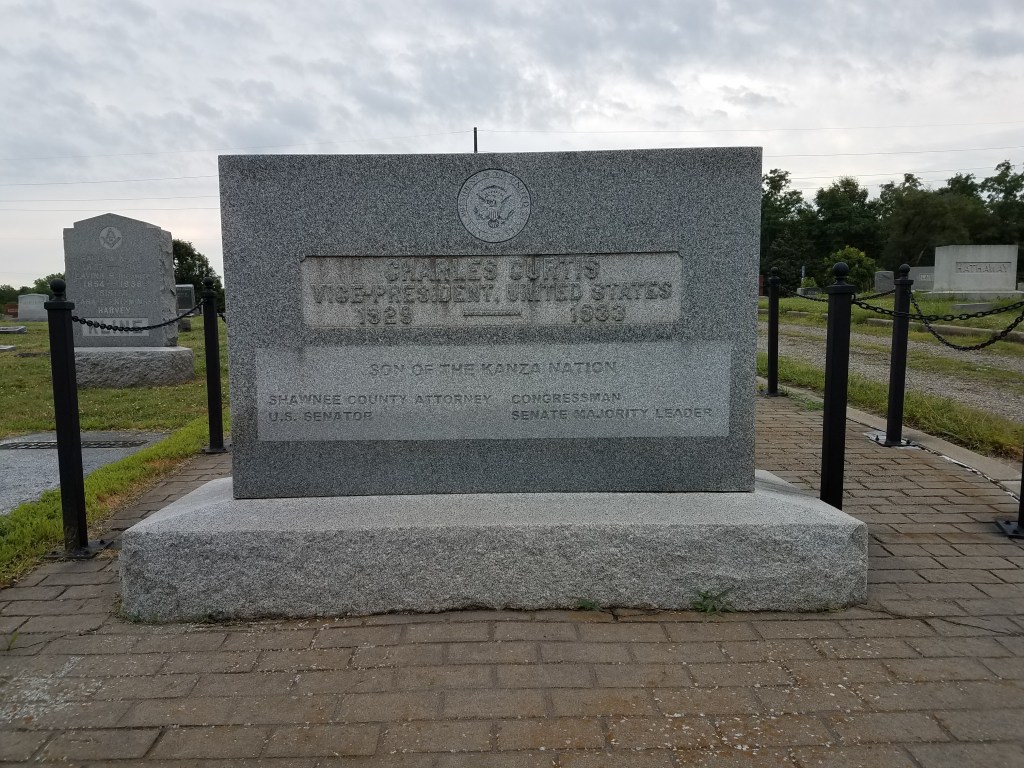 CHARLES CURTIS
VICE-PRESIDENT, UNITED STATES
1929 — 1933
SON OF THE KANZA NATION
SHAWNEE COUNTY ATTORNEY CONGRESSMAN
U.S. SENATOR SENATE MAJORITY LEADER
HARVEY
HATHAWAY